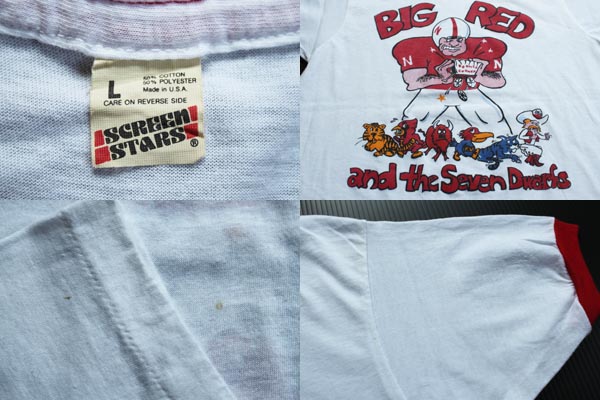 L
50% COTTON
50% POLYESTER
Made in U.S.A.
CARE ON REVERSE SIDE
SCREEN
STARS®
BIG RED
N N
and the Seven Dwarfs